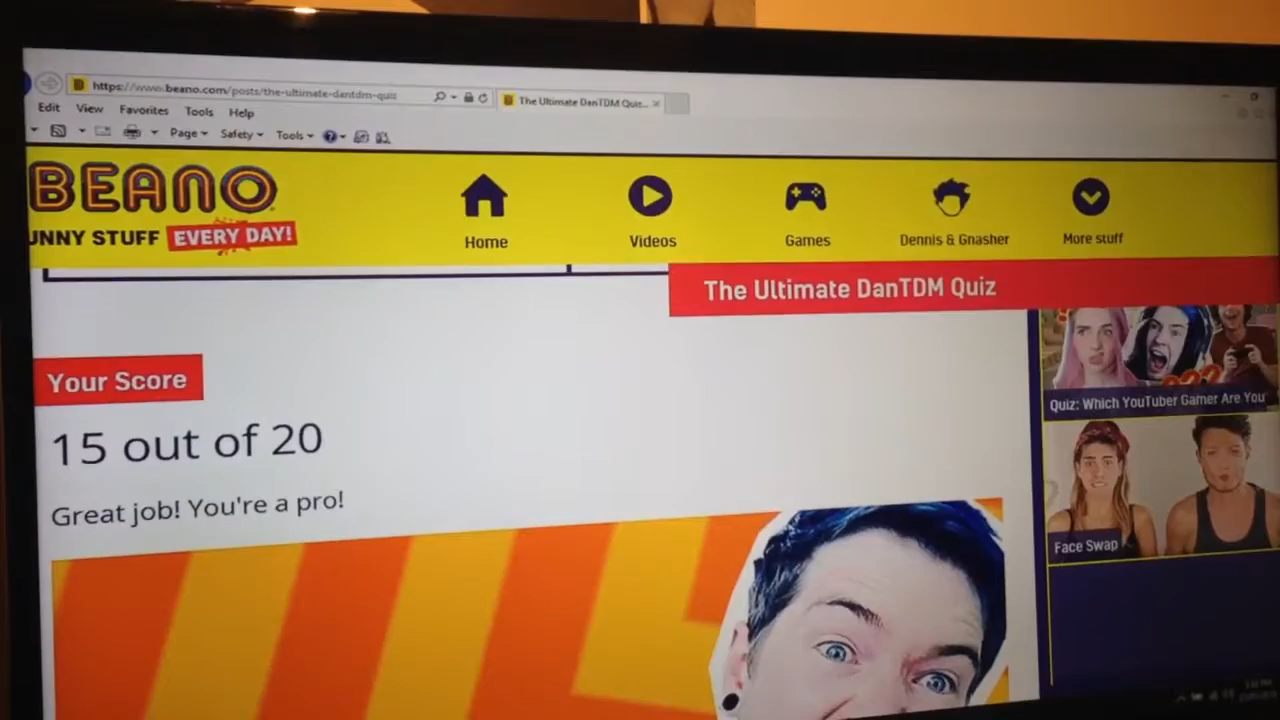 https://www.beano.com/posts/the-ultimate-dantdm-quiz
The Ultimate DanTDM Quiz...
Edit View Favorites Tools Help
Page Safety Tools
BEANO
UNNY STUFF EVERY DAY!
Home
Videos
Games
Dennis & Gnasher
More stuff
The Ultimate DanTDM Quiz
Your Score
15 out of 20
Great job! You're a pro!
Quiz: Which YouTuber Gamer Are You
Face Swap